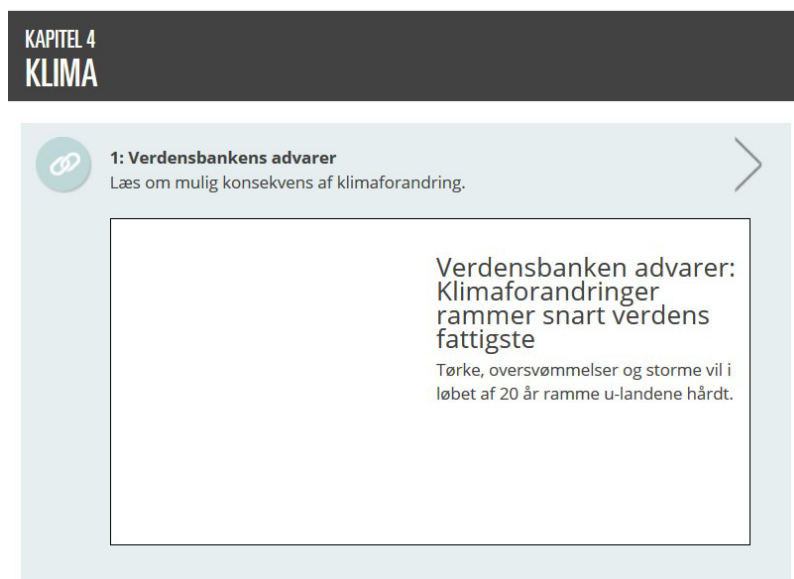 KAPITEL 4
KLIMA
1: Verdensbankens advarer
Læs om mulig konsekvens af klimaforandring.
Verdensbanken advarer:
Klimaforandringer
rammer snart verdens
fattigste
Tørke, oversvømmelser og storme vil i
løbet af 20 år ramme u-landene hårdt.